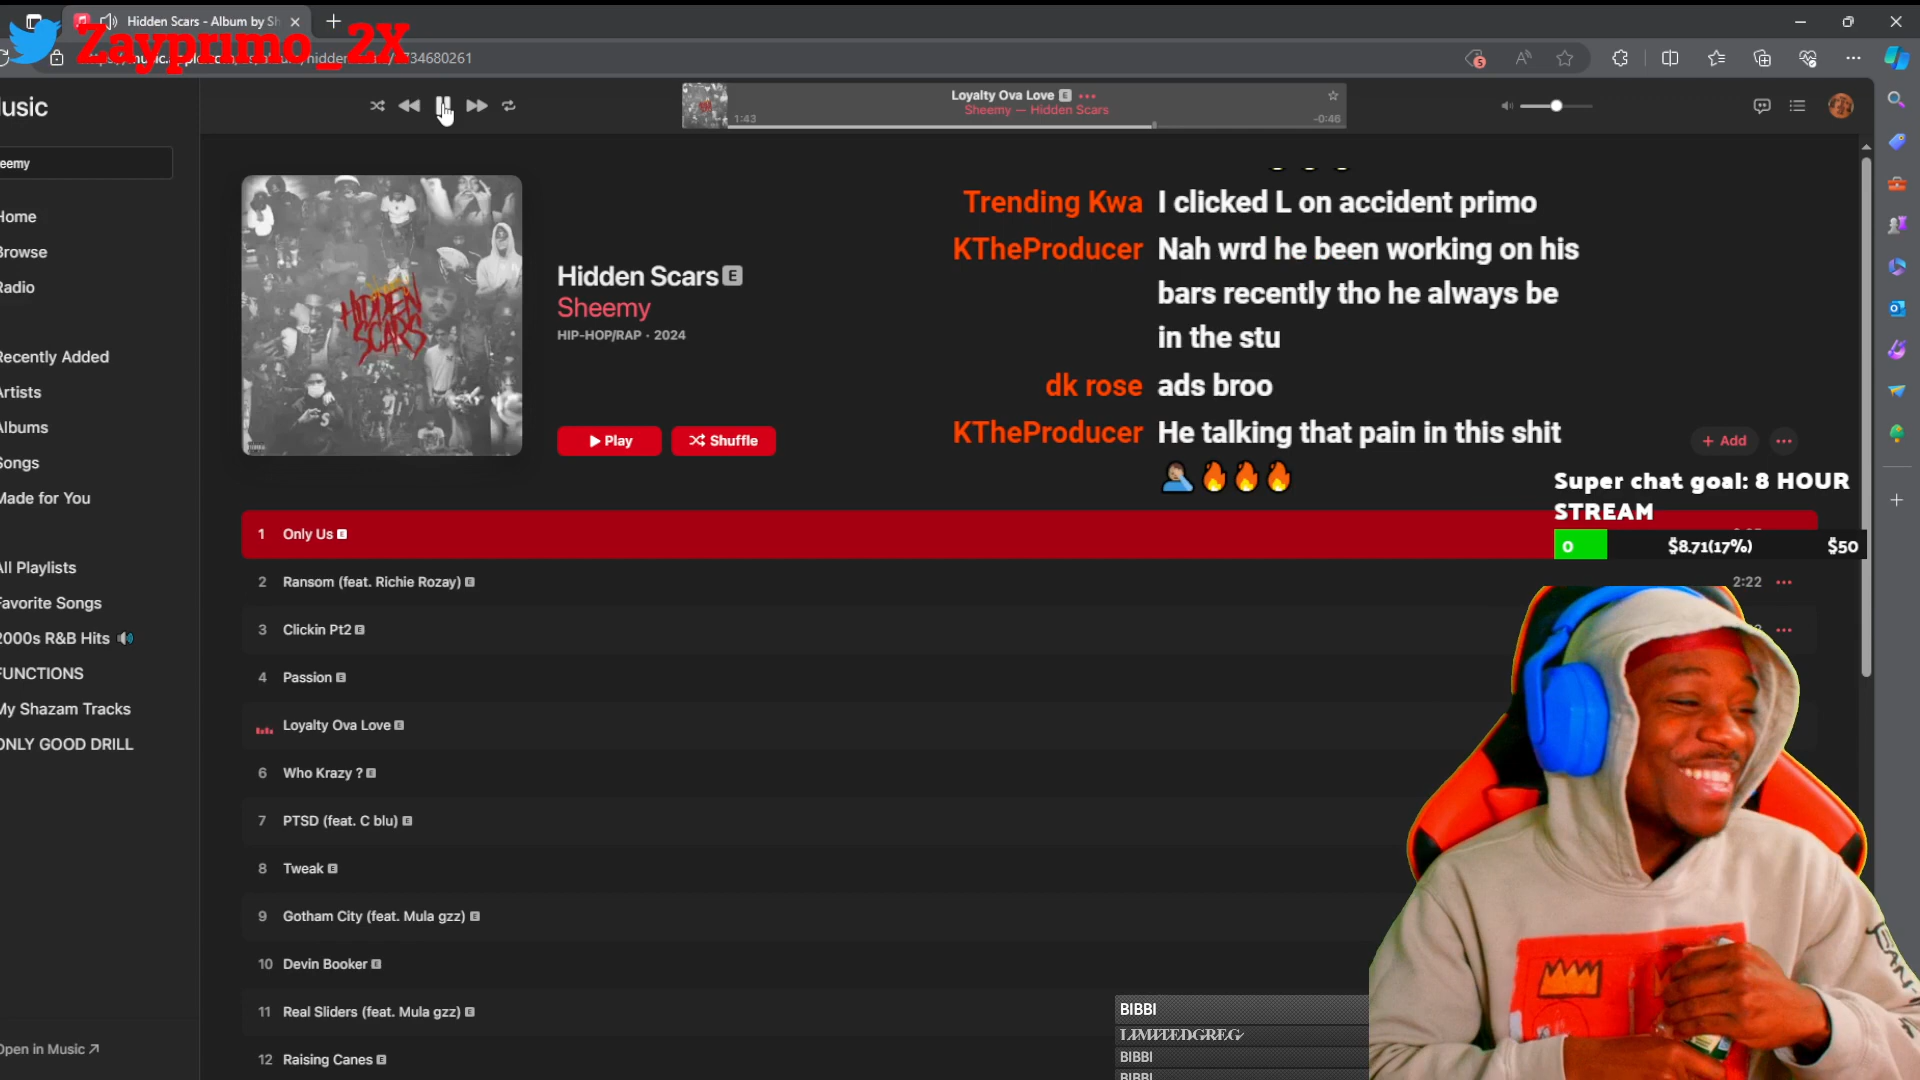 Hidden Scars - Album by Sh
Zayprimo_2X
734680261
usic
eemy
Home
Browse
Radio
Recently Added
Artists
Albums
Songs
Made for You
All Playlists
Favorite Songs
2000s R&B Hits
FUNCTIONS
My Shazam Tracks
ONLY GOOD DRILL
Open in Music
Loyalty Ova Love E
Sheemy — Hidden Scars
1:43
-0:46
5
HIDDEN
SCARS
Hidden Scars E
Sheemy
HIP-HOP/RAP · 2024
Play
Shuffle
Add
Trending Kwa I clicked L on accident primo
KTheProducer Nah wrd he been working on his
bars recently tho he always be
in the stu
dk rose ads broo
KTheProducer He talking that pain in this shit
🤦🏽‍♂️🔥🔥🔥
Super chat goal: 8 HOUR
STREAM
0 $8.71(17%) $50
1 Only Us E
2 Ransom (feat. Richie Rozay) E 2:22
3 Clickin Pt2 E
4 Passion E
Loyalty Ova Love E
6 Who Krazy ? E
7 PTSD (feat. C blu) E
8 Tweak E
9 Gotham City (feat. Mula gzz) E
10 Devin Booker E
11 Real Sliders (feat. Mula gzz) E
12 Raising Canes E
BIBBI
LIMITEDGREG
BIBBI
BIBBI